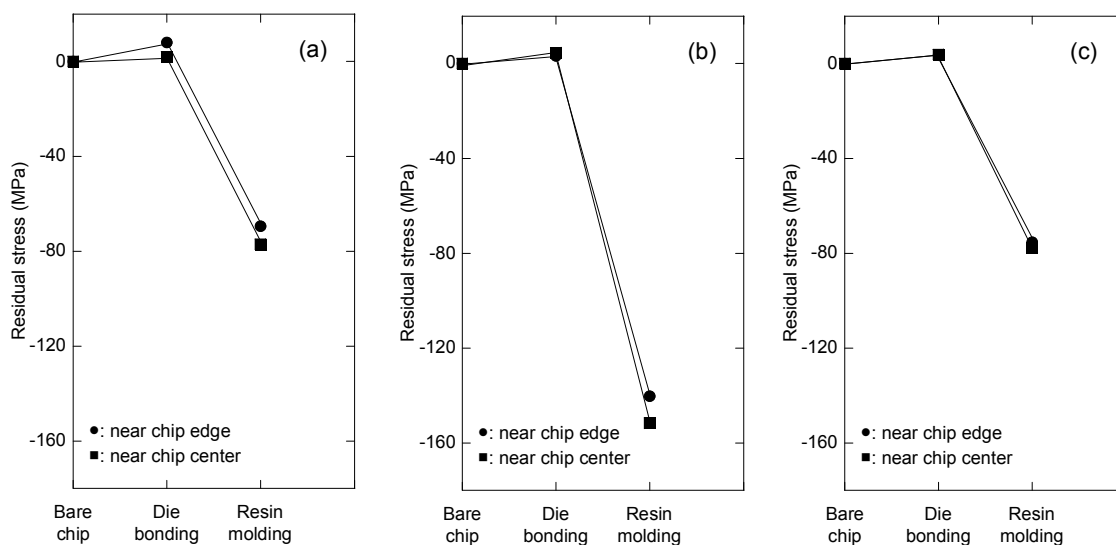 (a)
Residual stress (MPa)
0
-40
-80
-120
-160
●: near chip edge
■: near chip center
Bare chip
Die bonding
Resin molding
(b)
Residual stress (MPa)
0
-40
-80
-120
-160
●: near chip edge
■: near chip center
Bare chip
Die bonding
Resin molding
(c)
Residual stress (MPa)
0
-40
-80
-120
-160
●: near chip edge
■: near chip center
Bare chip
Die bonding
Resin molding